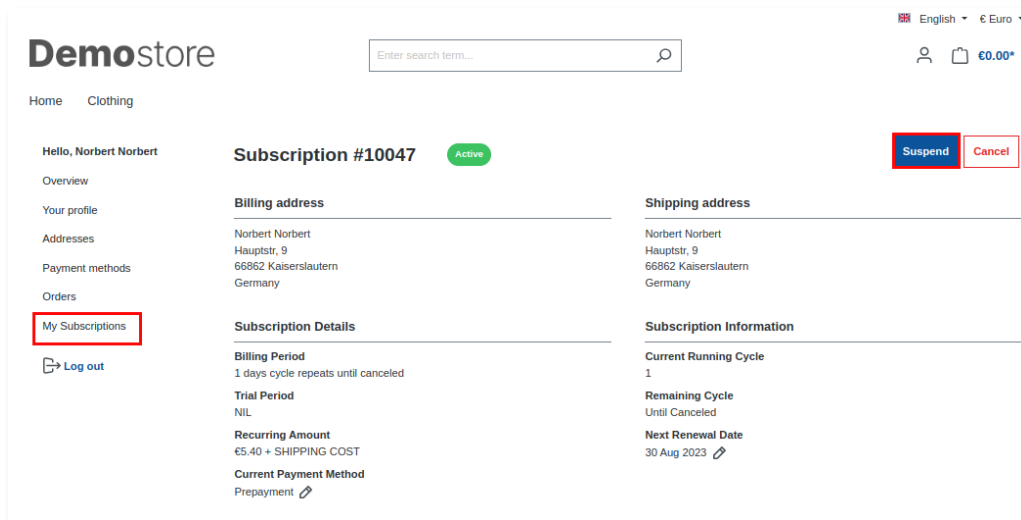 English € Euro
Demostore
Enter search term...
€0.00*
Home Clothing
Hello, Norbert Norbert
Overview
Your profile
Addresses
Payment methods
Orders
My Subscriptions
Log out
Subscription #10047 Active
Suspend Cancel
Billing address
Norbert Norbert
Hauptstr, 9
66862 Kaiserslautern
Germany
Shipping address
Norbert Norbert
Hauptstr, 9
66862 Kaiserslautern
Germany
Subscription Details
Billing Period
1 days cycle repeats until canceled
Trial Period
NIL
Recurring Amount
€5.40 + SHIPPING COST
Current Payment Method
Prepayment
Subscription Information
Current Running Cycle
1
Remaining Cycle
Until Canceled
Next Renewal Date
30 Aug 2023